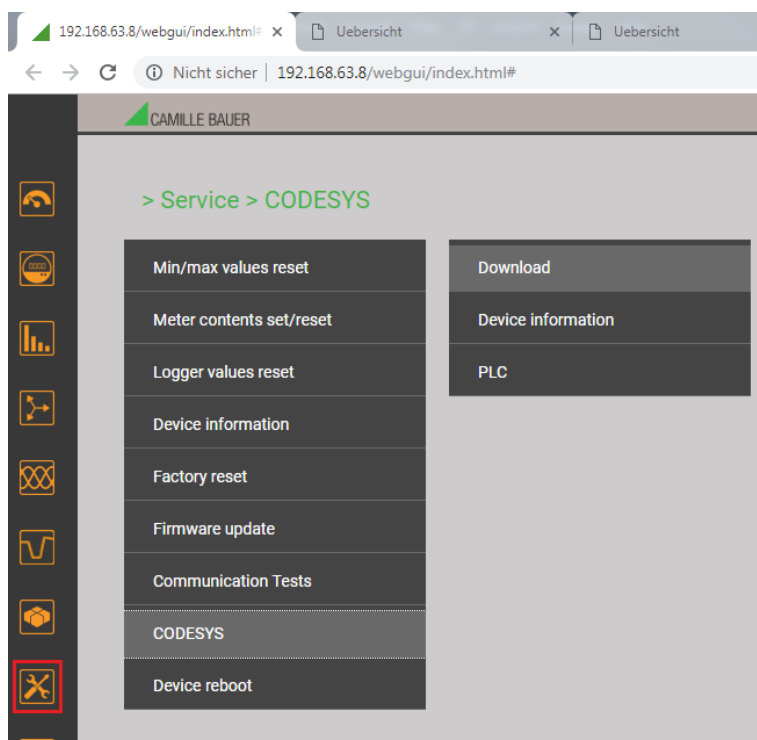 192.168.63.8/webgui/index.html#
Uebersicht
Uebersicht
Nicht sicher | 192.168.63.8/webgui/index.html#
CAMILLE BAUER
> Service > CODESYS
Min/max values reset
Meter contents set/reset
Logger values reset
Device information
Factory reset
Firmware update
Communication Tests
CODESYS
Device reboot
Download
Device information
PLC